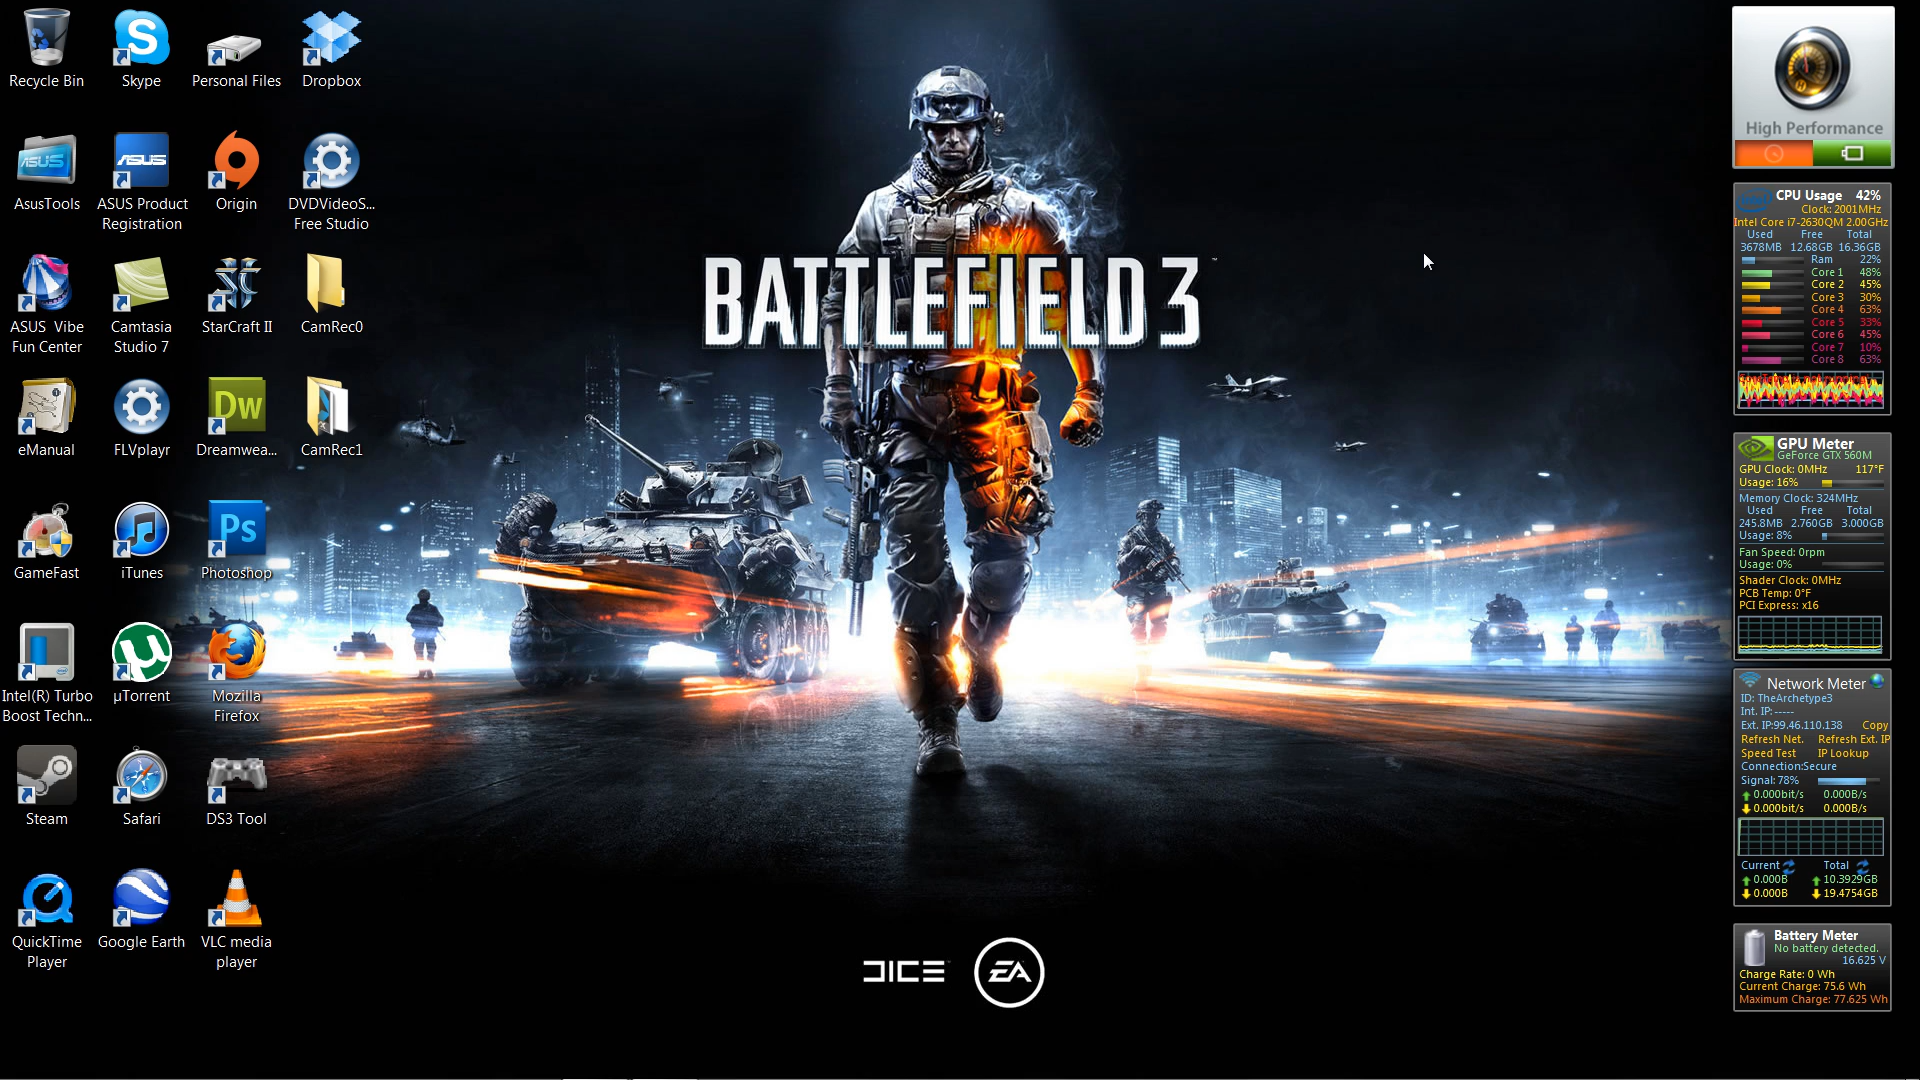 Recycle Bin
Skype
Personal Files
Dropbox
ASUS
AsusTools
ASUS
ASUS Product
Registration
Origin
DVDVideoS...
Free Studio
ASUS Vibe
Fun Center
Camtasia
Studio 7
StarCraft II
CamRec0
eManual
FLVplayr
Dw
Dreamwea...
CamRec1
GameFast
iTunes
Ps
Photoshop
Intel(R) Turbo
Boost Techn...
µTorrent
Mozilla
Firefox
Steam
Safari
DS3 Tool
QuickTime
Player
Google Earth
VLC media
player
BATTLEFIELD 3
DICE
EA
High Performance
CPU Usage 42%
Clock: 2001MHz
Intel Core i7-2630QM 2.00GHz
Used Free Total
3678MB 12.68GB 16.36GB
Ram 22%
Core 1 48%
Core 2 45%
Core 3 30%
Core 4 63%
Core 5 33%
Core 6 45%
Core 7 10%
Core 8 63%
GPU Meter
GeForce GTX 560M
GPU Clock: 0MHz 117°F
Usage: 16%
Memory Clock: 324MHz
Used Free Total
245.8MB 2.760GB 3.000GB
Usage: 8%
Fan Speed: 0rpm
Usage: 0%
Shader Clock: 0MHz
PCB Temp: 0°F
PCI Express: x16
Network Meter
ID: TheArchetype3
Int. IP: -----
Ext. IP:99.46.110.138 Copy
Refresh Net. Refresh Ext. IP
Speed Test IP Lookup
Connection:Secure
Signal: 78%
0.000bit/s 0.000B/s
0.000bit/s 0.000B/s
Current Total
0.000B 10.3929GB
0.000B 19.4754GB
Battery Meter
No battery detected.
16.625 V
Charge Rate: 0 Wh
Current Charge: 75.6 Wh
Maximum Charge: 77.625 Wh